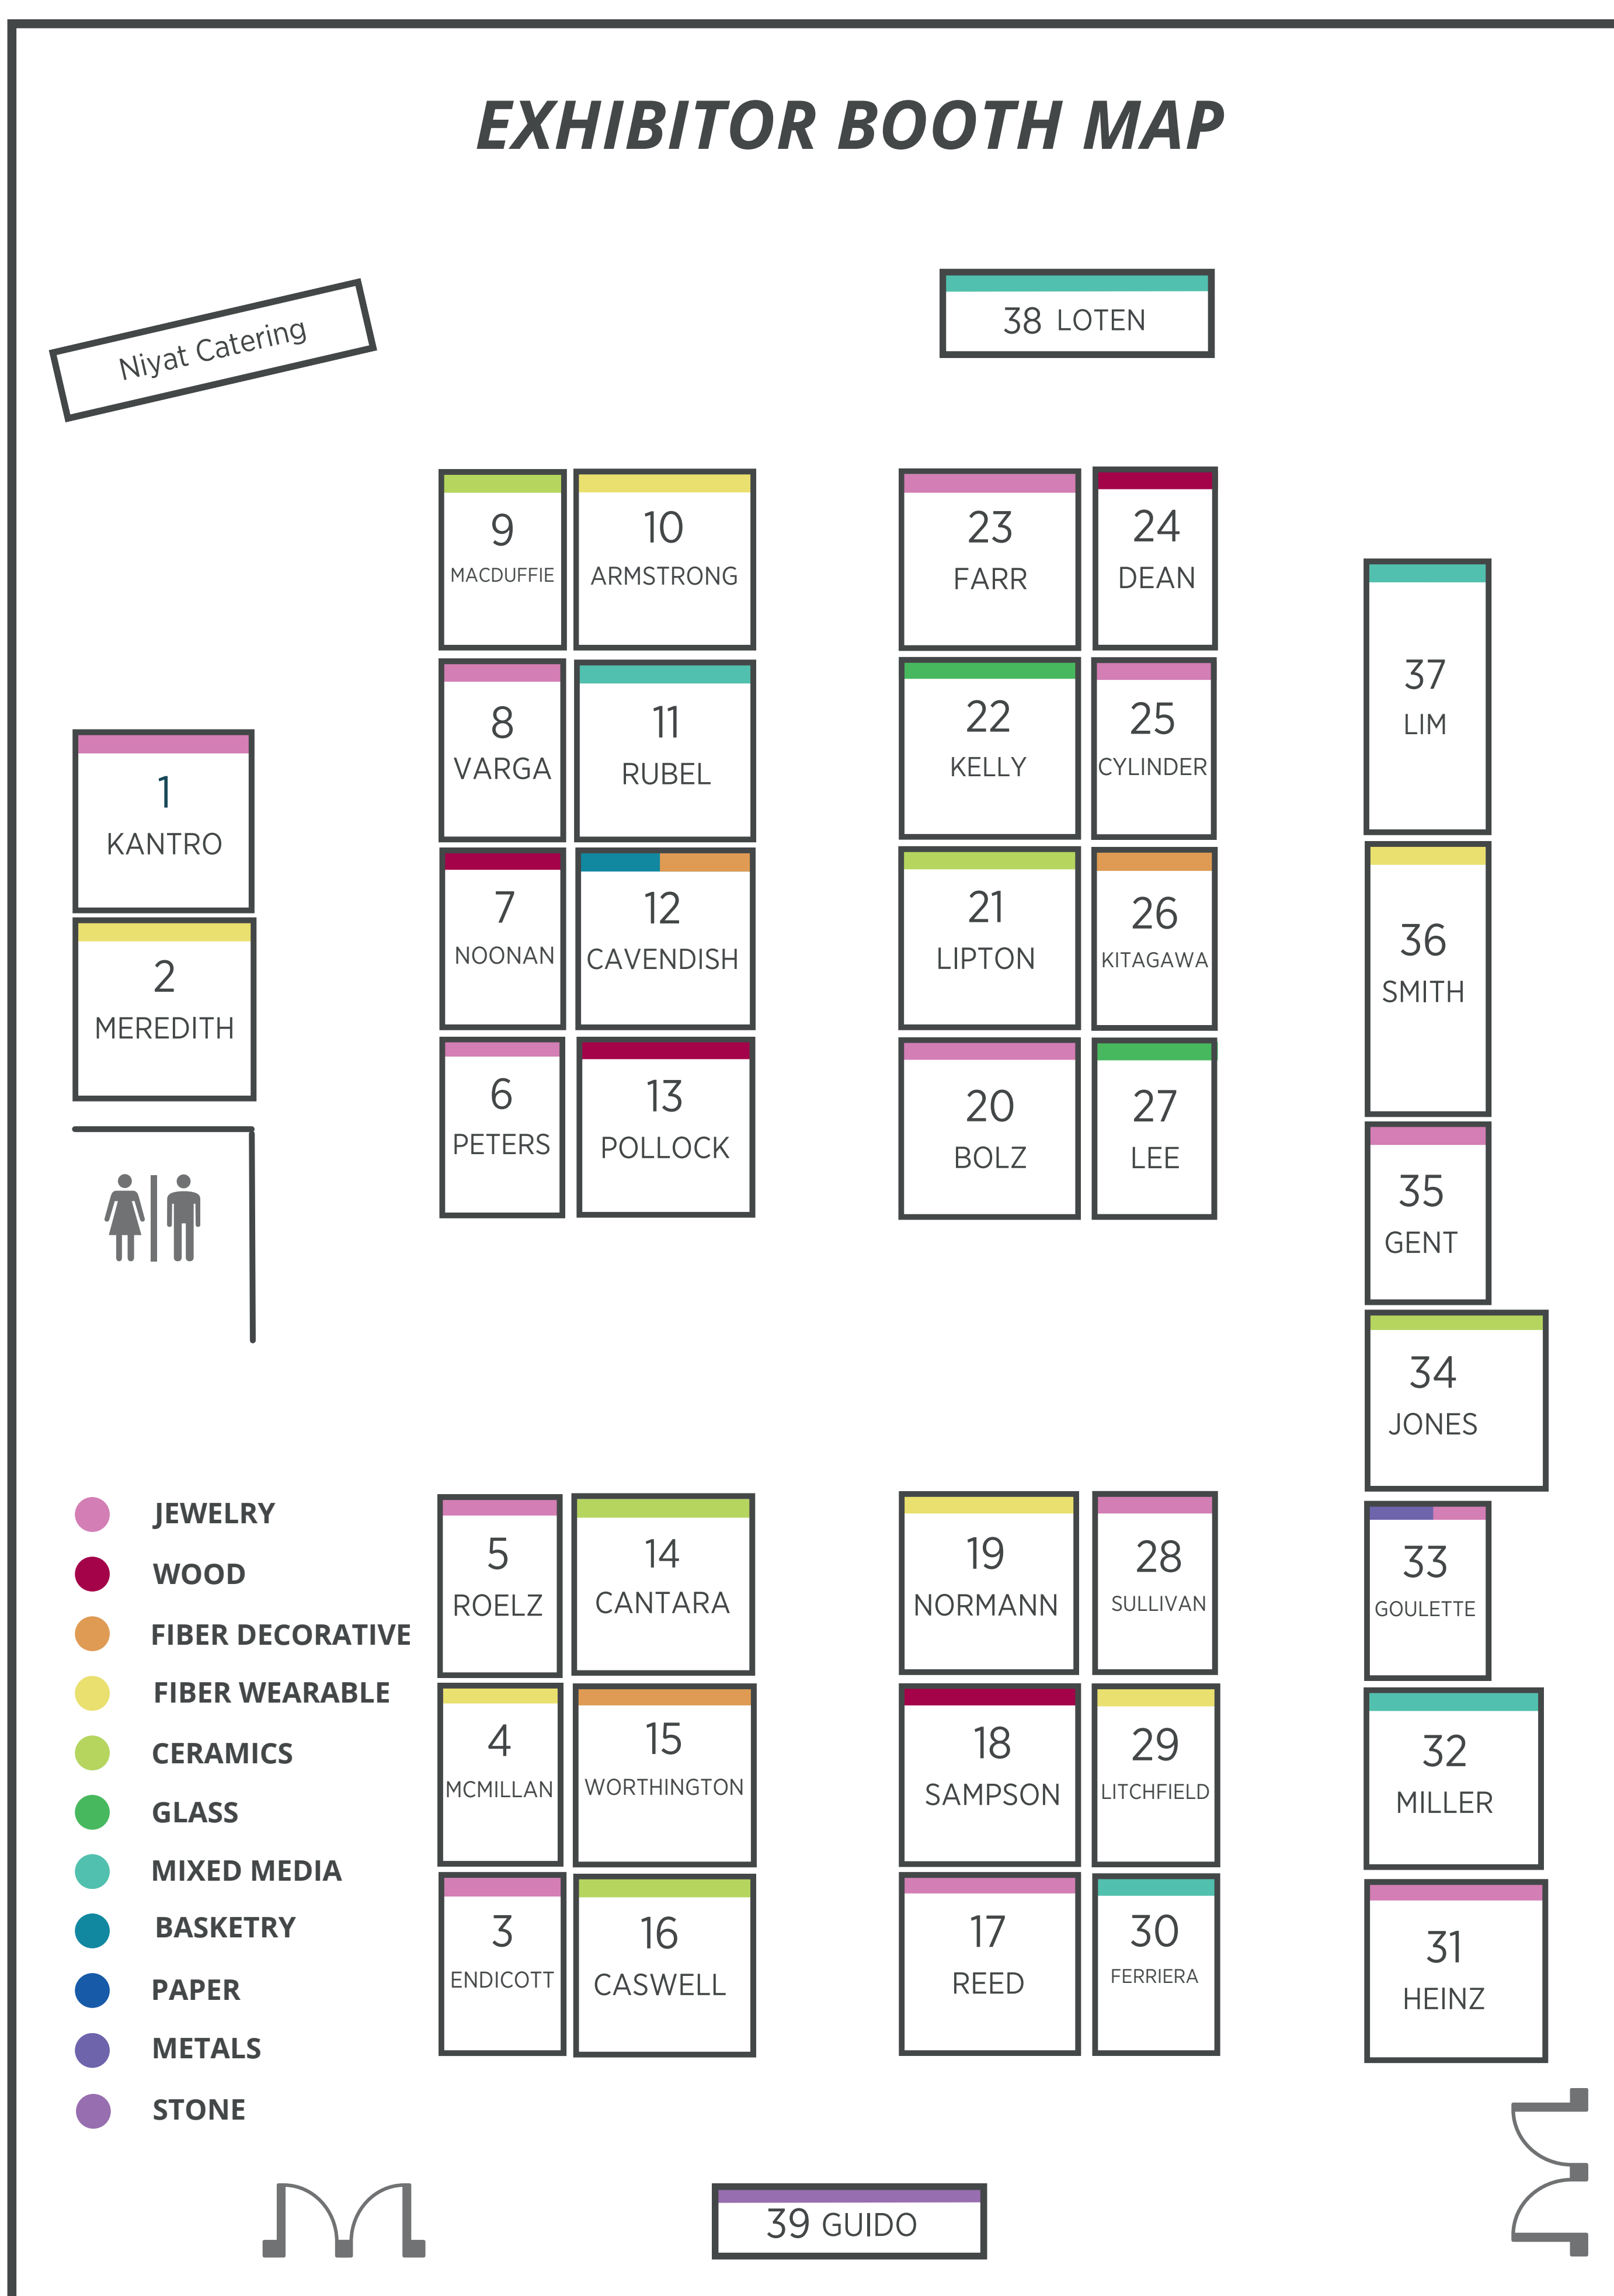 EXHIBITOR BOOTH MAP
Niyat Catering
38 LOTEN
9
MACDUFFIE
10
ARMSTRONG
23
FARR
24
DEAN
37
LIM
8
VARGA
11
RUBEL
22
KELLY
25
CYLINDER
1
KANTRO
7
NOONAN
12
CAVENDISH
21
LIPTON
26
KITAGAWA
36
SMITH
2
MEREDITH
6
PETERS
13
POLLOCK
20
BOLZ
27
LEE
35
GENT
34
JONES
5
ROELZ
14
CANTARA
19
NORMANN
28
SULLIVAN
33
GOULETTE
4
MCMILLAN
15
WORTHINGTON
18
SAMPSON
29
LITCHFIELD
32
MILLER
3
ENDICOTT
16
CASWELL
17
REED
30
FERRIERA
31
HEINZ
JEWELRY
WOOD
FIBER DECORATIVE
FIBER WEARABLE
CERAMICS
GLASS
MIXED MEDIA
BASKETRY
PAPER
METALS
STONE
39 GUIDO